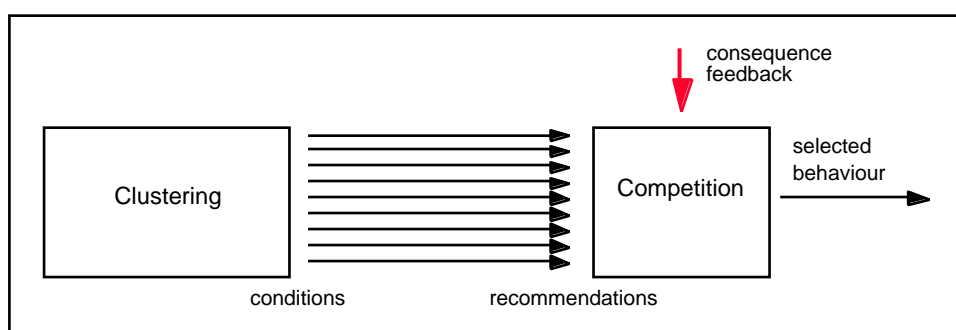 consequence
feedback
Clustering
Competition
selected
behaviour
conditions
recommendations